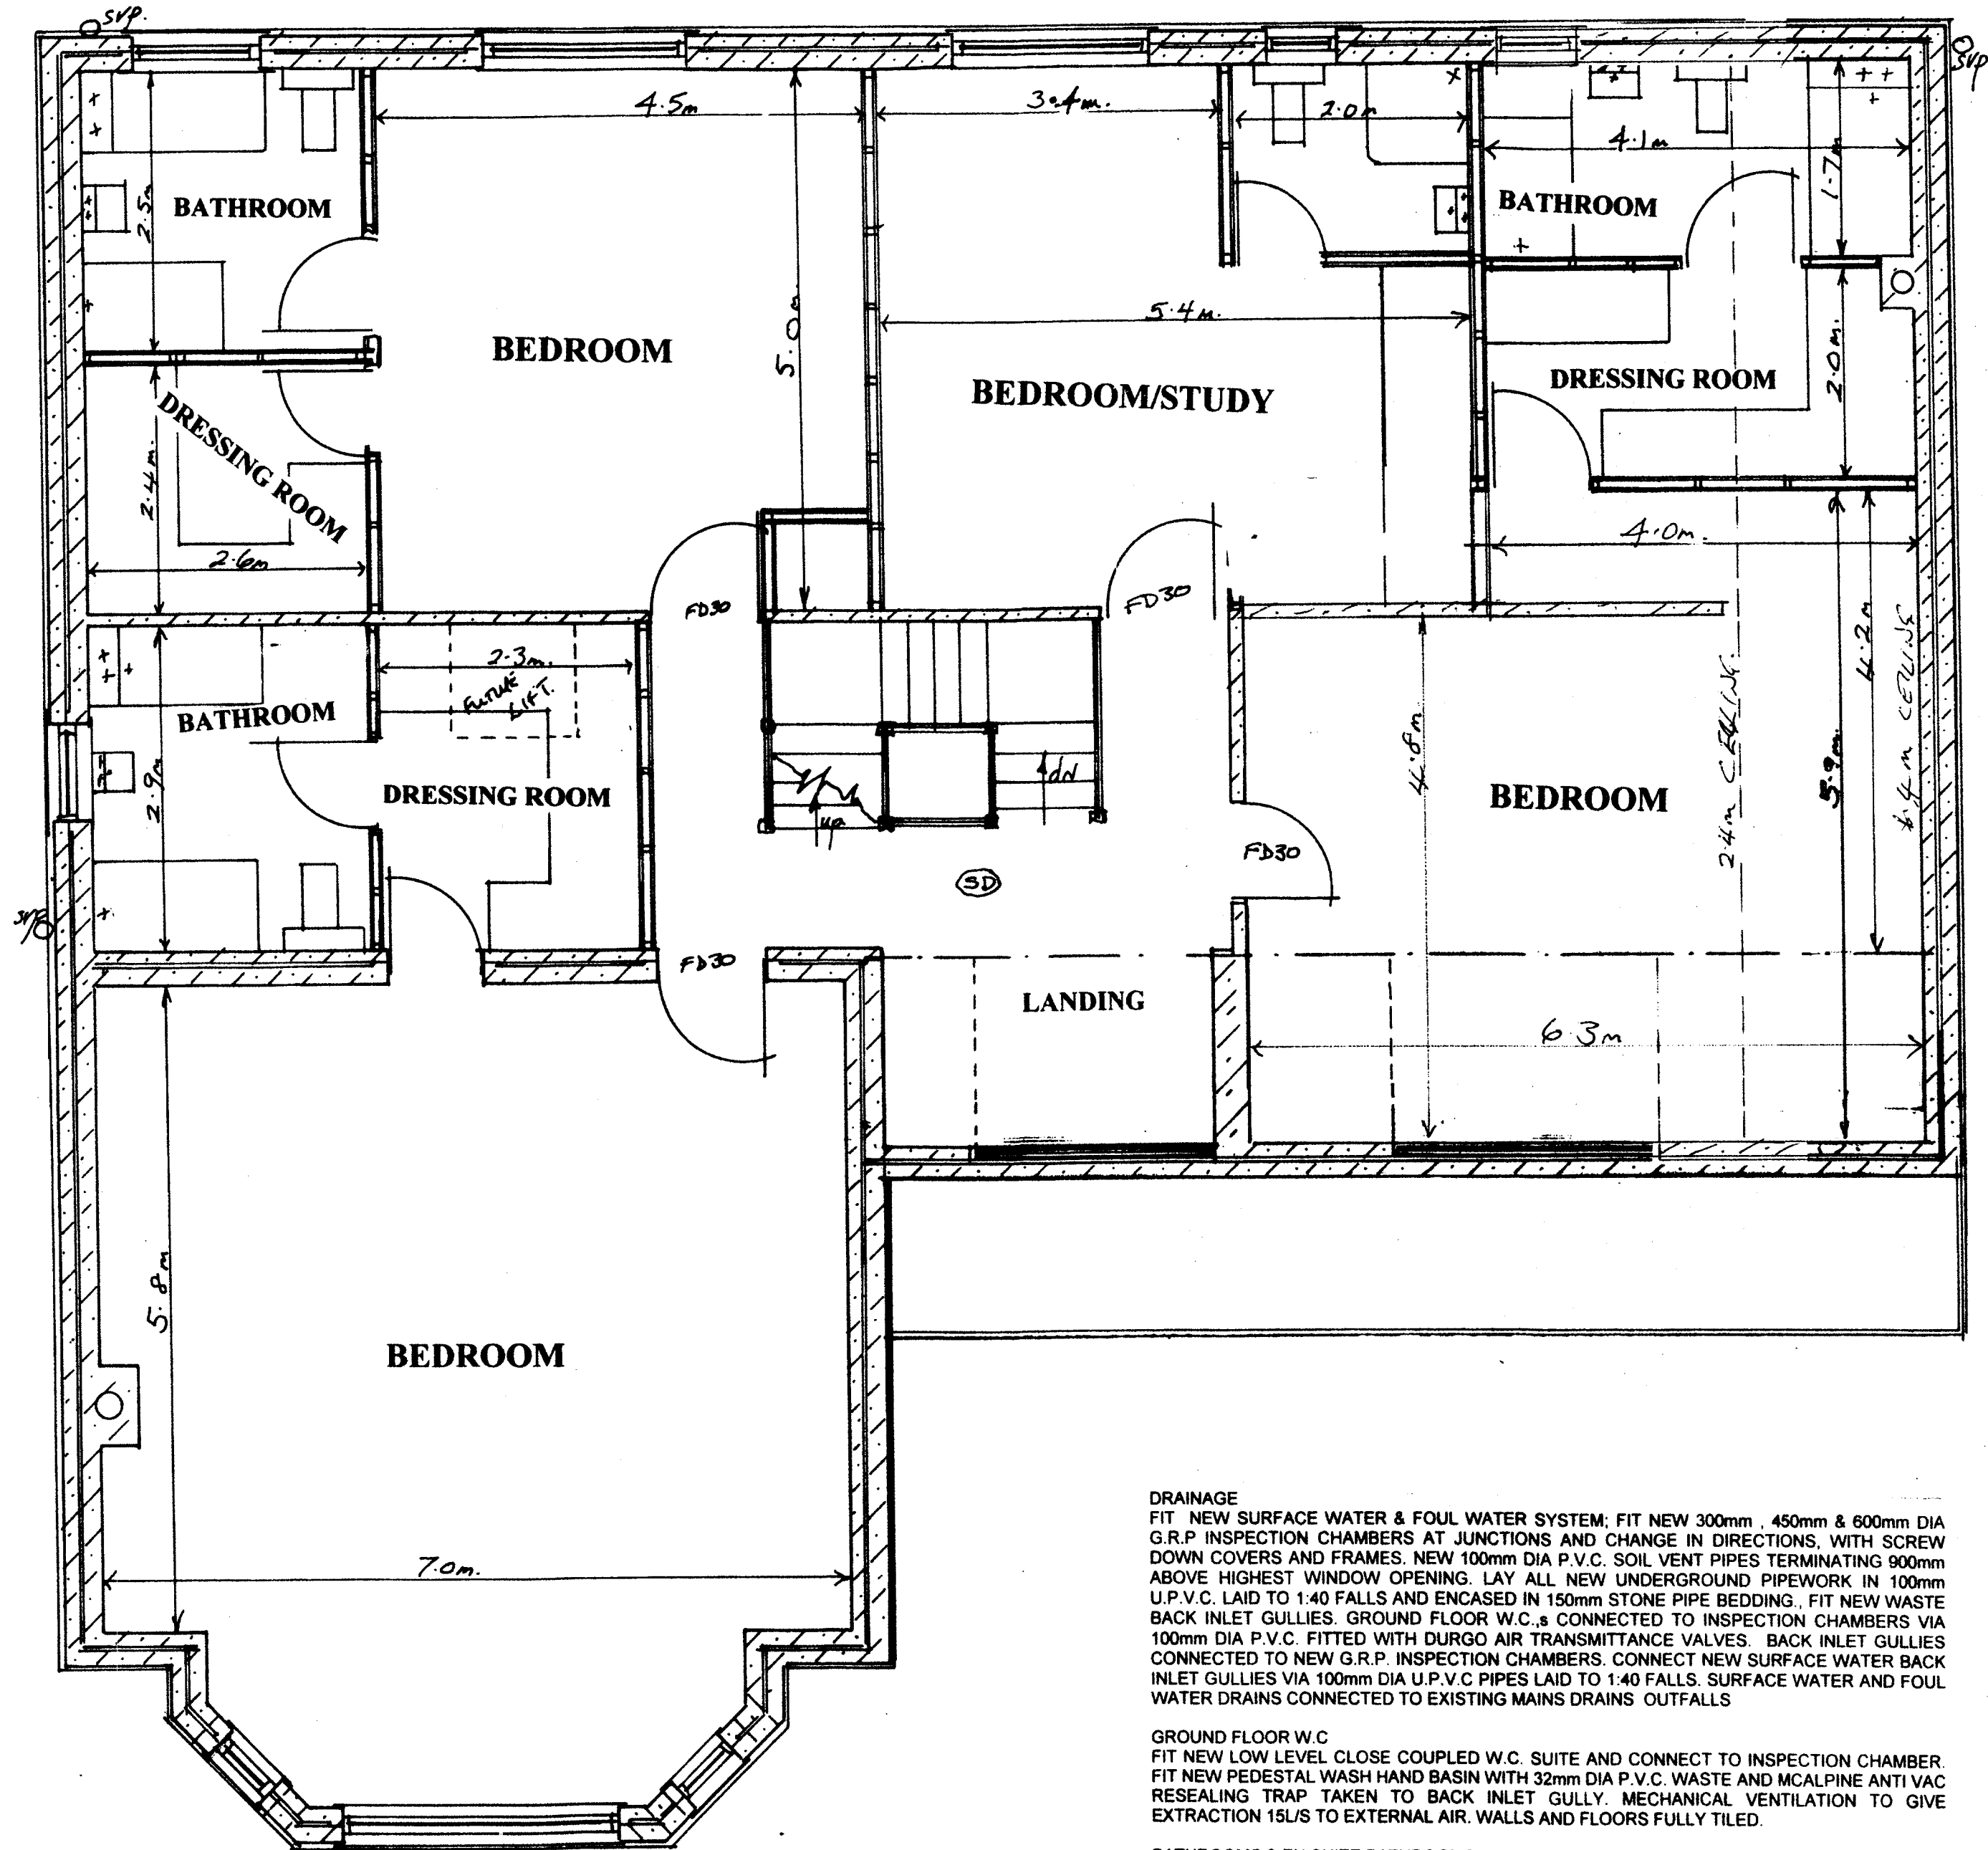 SVP.
SVP
4.5m
3.4m.
2.0m
4.1m
1.7m
2.5m
BATHROOM
BATHROOM
5.4m.
5.0m
BEDROOM
BEDROOM/STUDY
DRESSING ROOM
2.0m.
DRESSING ROOM
2.4m.
2.6m
4.0m.
FD30
FD30
4.2m
2.3m.
FUTURE
LIFT.
BATHROOM
4.8m
2.4m CEILING.
5.9m
CEILING
2.9m
DRESSING ROOM
BEDROOM
dN
up
FD30
SD
SVP
FD30
LANDING
6.3m
5.8m
BEDROOM
7.0m.
DRAINAGE
FIT NEW SURFACE WATER & FOUL WATER SYSTEM; FIT NEW 300mm , 450mm & 600mm DIA
G.R.P INSPECTION CHAMBERS AT JUNCTIONS AND CHANGE IN DIRECTIONS, WITH SCREW
DOWN COVERS AND FRAMES. NEW 100mm DIA P.V.C. SOIL VENT PIPES TERMINATING 900mm
ABOVE HIGHEST WINDOW OPENING. LAY ALL NEW UNDERGROUND PIPEWORK IN 100mm
U.P.V.C. LAID TO 1:40 FALLS AND ENCASED IN 150mm STONE PIPE BEDDING., FIT NEW WASTE
BACK INLET GULLIES. GROUND FLOOR W.C.,s CONNECTED TO INSPECTION CHAMBERS VIA
100mm DIA P.V.C. FITTED WITH DURGO AIR TRANSMITTANCE VALVES. BACK INLET GULLIES
CONNECTED TO NEW G.R.P. INSPECTION CHAMBERS. CONNECT NEW SURFACE WATER BACK
INLET GULLIES VIA 100mm DIA U.P.V.C PIPES LAID TO 1:40 FALLS. SURFACE WATER AND FOUL
WATER DRAINS CONNECTED TO EXISTING MAINS DRAINS OUTFALLS
GROUND FLOOR W.C
FIT NEW LOW LEVEL CLOSE COUPLED W.C. SUITE AND CONNECT TO INSPECTION CHAMBER.
FIT NEW PEDESTAL WASH HAND BASIN WITH 32mm DIA P.V.C. WASTE AND MCALPINE ANTI VAC
RESEALING TRAP TAKEN TO BACK INLET GULLY. MECHANICAL VENTILATION TO GIVE
EXTRACTION 15L/S TO EXTERNAL AIR. WALLS AND FLOORS FULLY TILED.